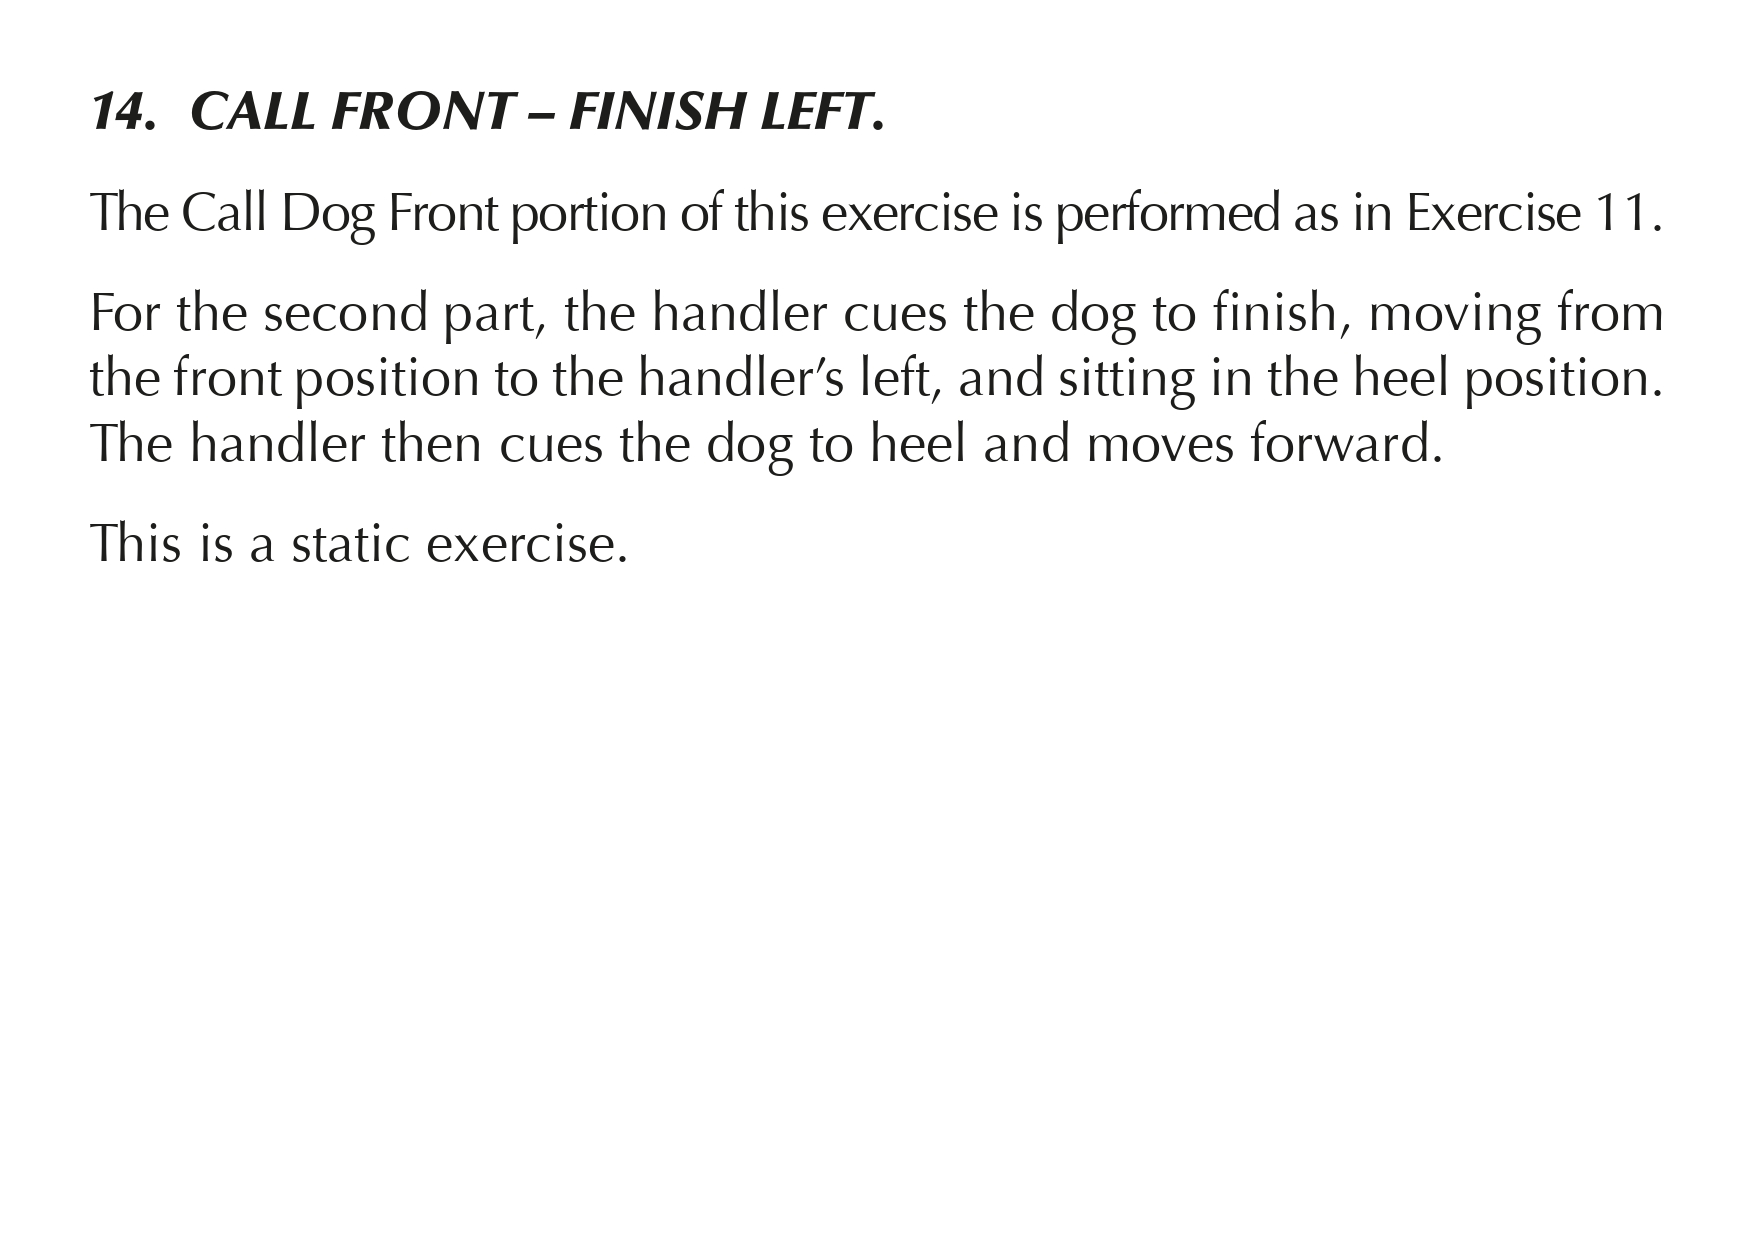 14. CALL FRONT – FINISH LEFT.
The Call Dog Front portion of this exercise is performed as in Exercise 11.
For the second part, the handler cues the dog to finish, moving from
the front position to the handler’s left, and sitting in the heel position.
The handler then cues the dog to heel and moves forward.
This is a static exercise.